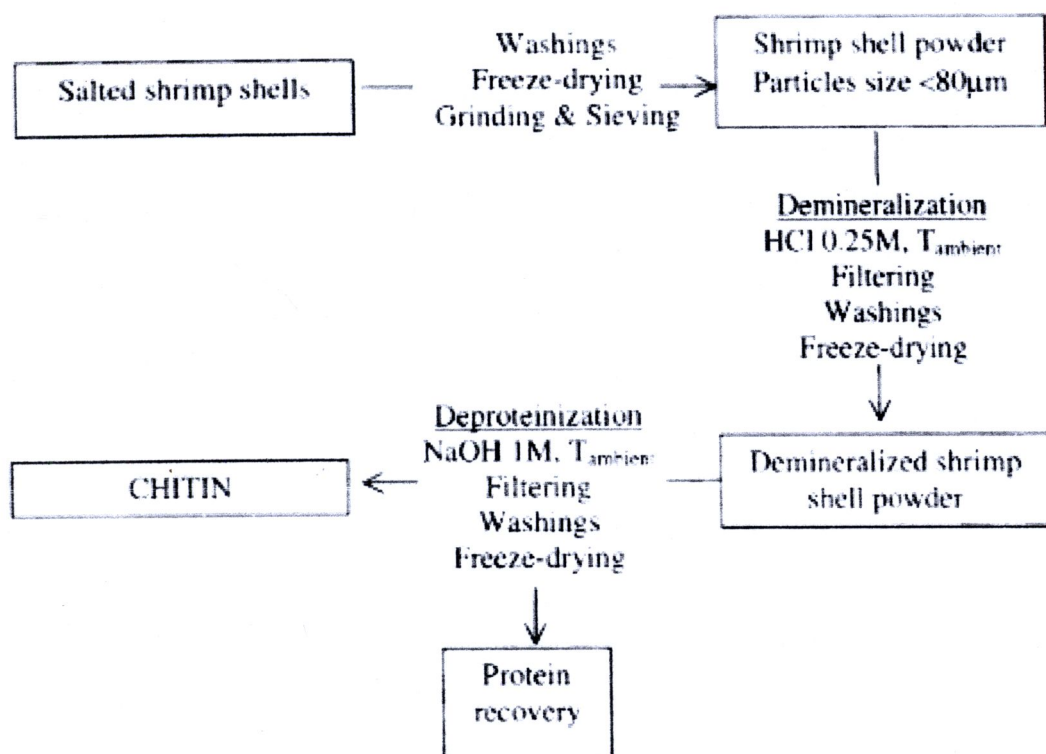 Salted shrimp shells
Washings
Freeze-drying
Grinding & Sieving
Shrimp shell powder
Particles size <80µm
Demineralization
HCl 0.25M, Tambient
Filtering
Washings
Freeze-drying
Demineralized shrimp
shell powder
Deproteinization
NaOH 1M, Tambient
Filtering
Washings
Freeze-drying
CHITIN
Protein
recovery